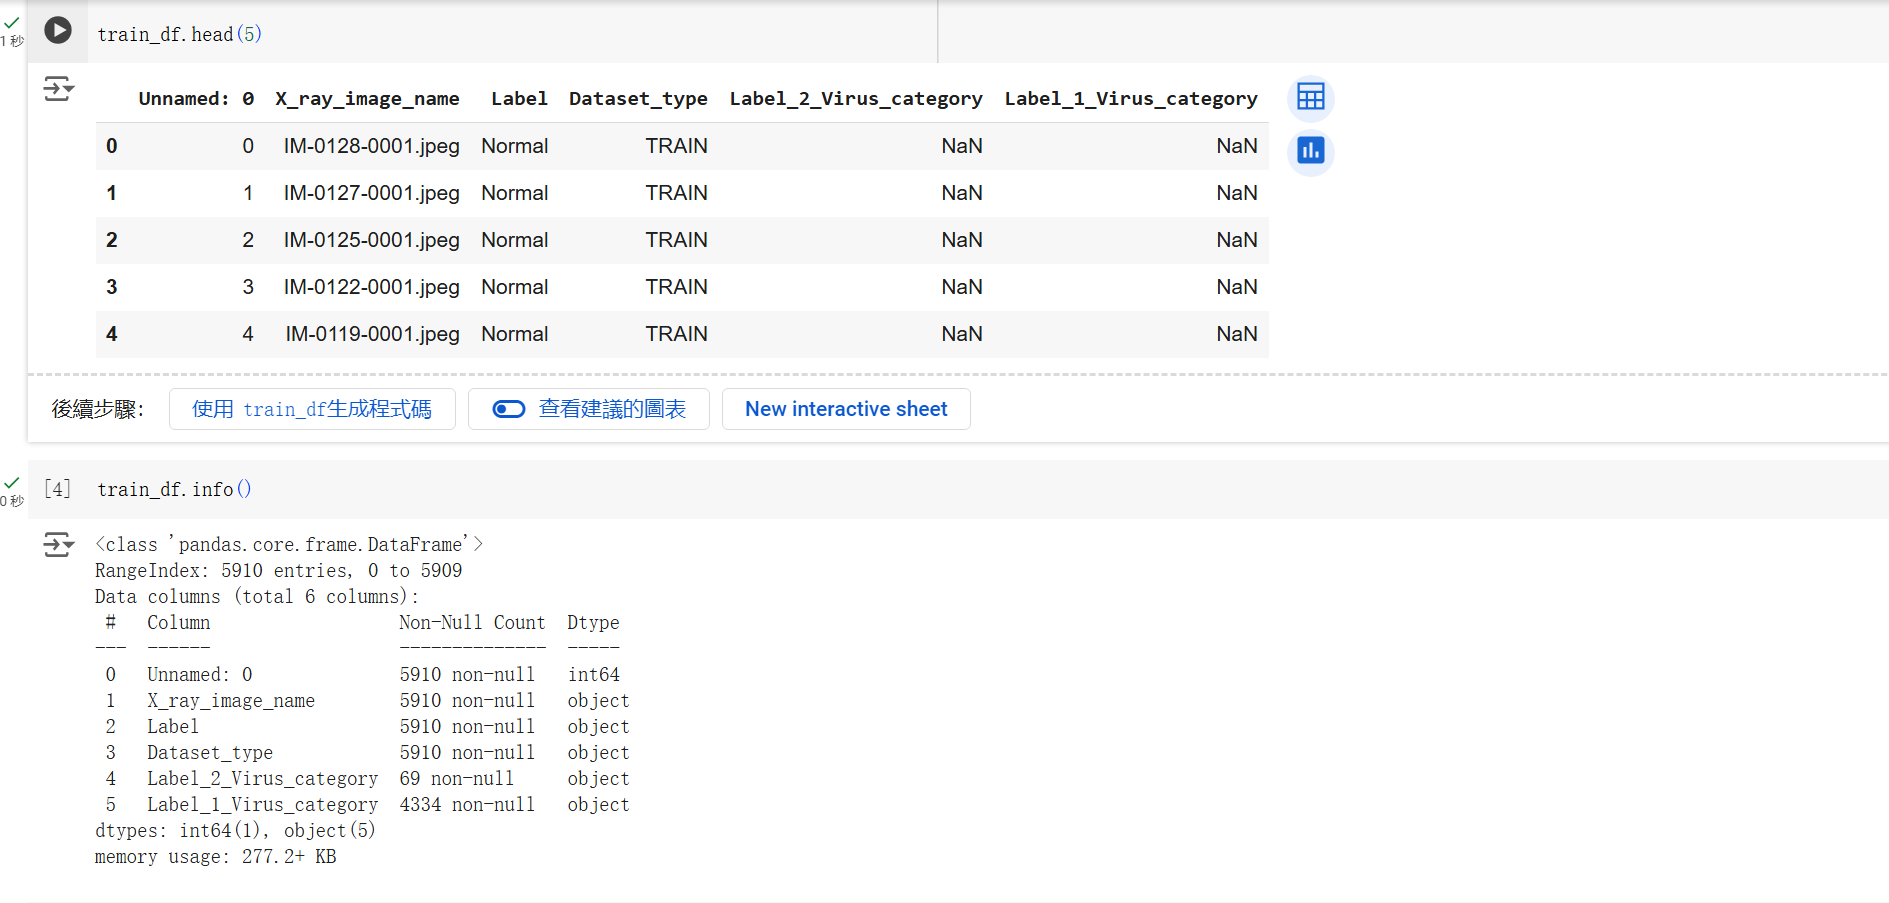 1 秒
train_df.head(5)
Unnamed: 0 X_ray_image_name Label Dataset_type Label_2_Virus_category Label_1_Virus_category
0 0 IM-0128-0001.jpeg Normal TRAIN NaN NaN
1 1 IM-0127-0001.jpeg Normal TRAIN NaN NaN
2 2 IM-0125-0001.jpeg Normal TRAIN NaN NaN
3 3 IM-0122-0001.jpeg Normal TRAIN NaN NaN
4 4 IM-0119-0001.jpeg Normal TRAIN NaN NaN
後續步驟： 使用 train_df生成程式碼 查看建議的圖表 New interactive sheet
[4] train_df.info()
0 秒
<class 'pandas.core.frame.DataFrame'>
RangeIndex: 5910 entries, 0 to 5909
Data columns (total 6 columns):
# Column Non-Null Count Dtype
--- ------ -------------- -----
0 Unnamed: 0 5910 non-null int64
1 X_ray_image_name 5910 non-null object
2 Label 5910 non-null object
3 Dataset_type 5910 non-null object
4 Label_2_Virus_category 69 non-null object
5 Label_1_Virus_category 4334 non-null object
dtypes: int64(1), object(5)
memory usage: 277.2+ KB